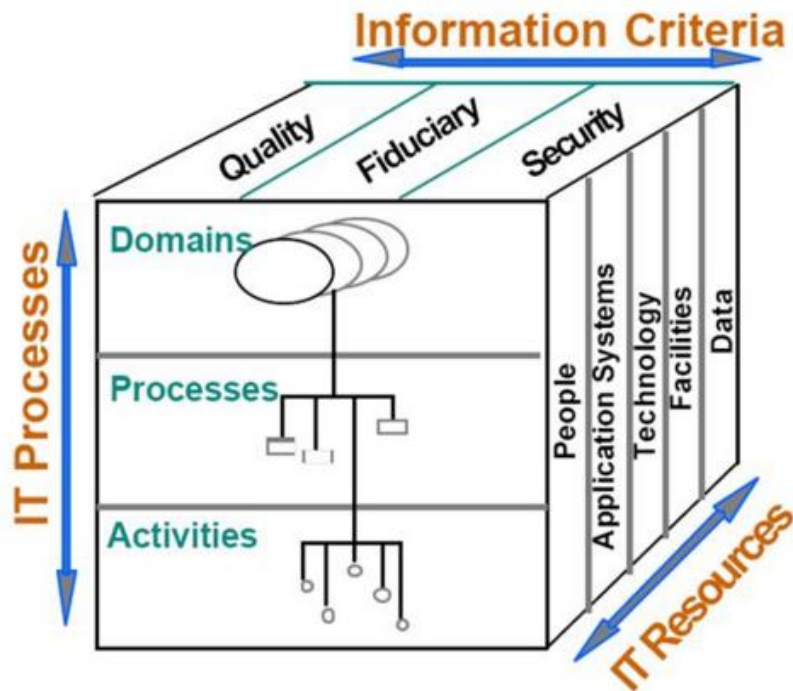 Information Criteria
Quality
Fiduciary
Security
IT Processes
Domains
Processes
Activities
People
Application Systems
Technology
Facilities
Data
IT Resources